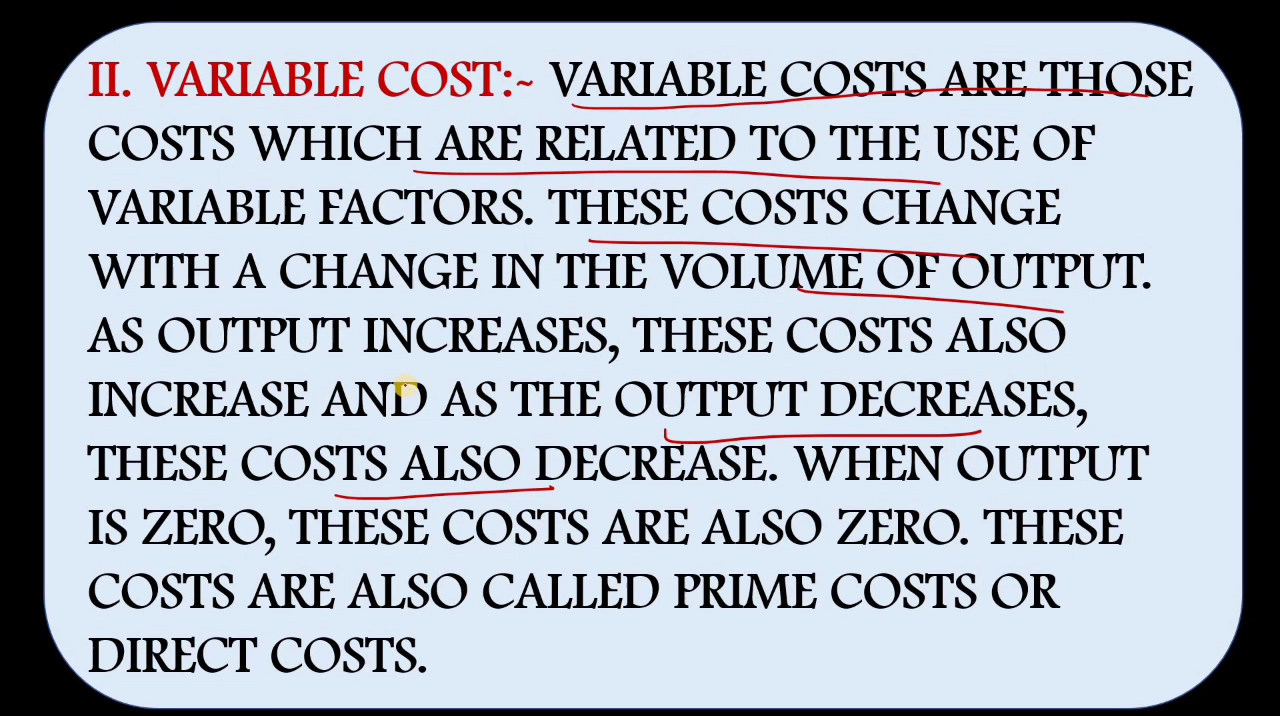 II. VARIABLE COST:~ VARIABLE COSTS ARE THOSE
COSTS WHICH ARE RELATED TO THE USE OF
VARIABLE FACTORS. THESE COSTS CHANGE
WITH A CHANGE IN THE VOLUME OF OUTPUT.
AS OUTPUT INCREASES, THESE COSTS ALSO
INCREASE AND AS THE OUTPUT DECREASES,
THESE COSTS ALSO DECREASE. WHEN OUTPUT
IS ZERO, THESE COSTS ARE ALSO ZERO. THESE
COSTS ARE ALSO CALLED PRIME COSTS OR
DIRECT COSTS.